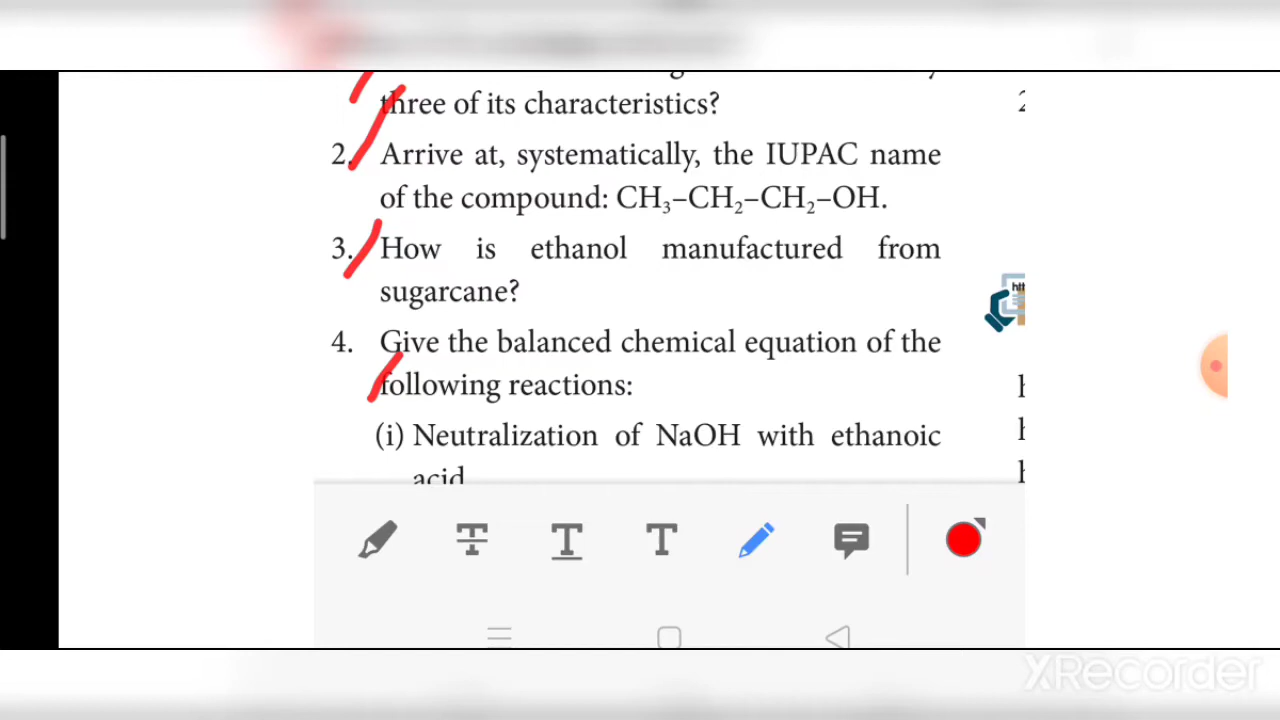 three of its characteristics?
2. Arrive at, systematically, the IUPAC name
of the compound: CH₃–CH₂–CH₂–OH.
3. How is ethanol manufactured from
sugarcane?
4. Give the balanced chemical equation of the
following reactions:
(i) Neutralization of NaOH with ethanoic
acid
XRecorder